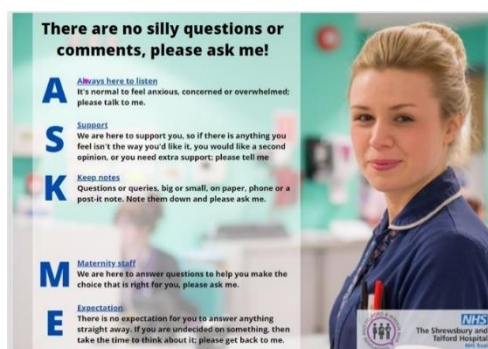 There are no silly questions or
comments, please ask me!
A
Always here to listen
It's normal to feel anxious, concerned or overwhelmed;
please talk to me.
S
Support
We are here to support you, so if there is anything you
feel isn't the way you'd like it, you would like a second
opinion, or you need extra support; please tell me
K
Keep notes
Questions or queries, big or small, on paper, phone or a
post-it note. Note them down and please ask me.
M
Maternity staff
We are here to answer questions to help you make the
choice that is right for you, please ask me.
E
Expectation
There is no expectation for you to answer anything
straight away. If you are undecided on something, then
take the time to think about it; please get back to me.
NHS
The Shrewsbury and
Telford Hospital
NHS Trust